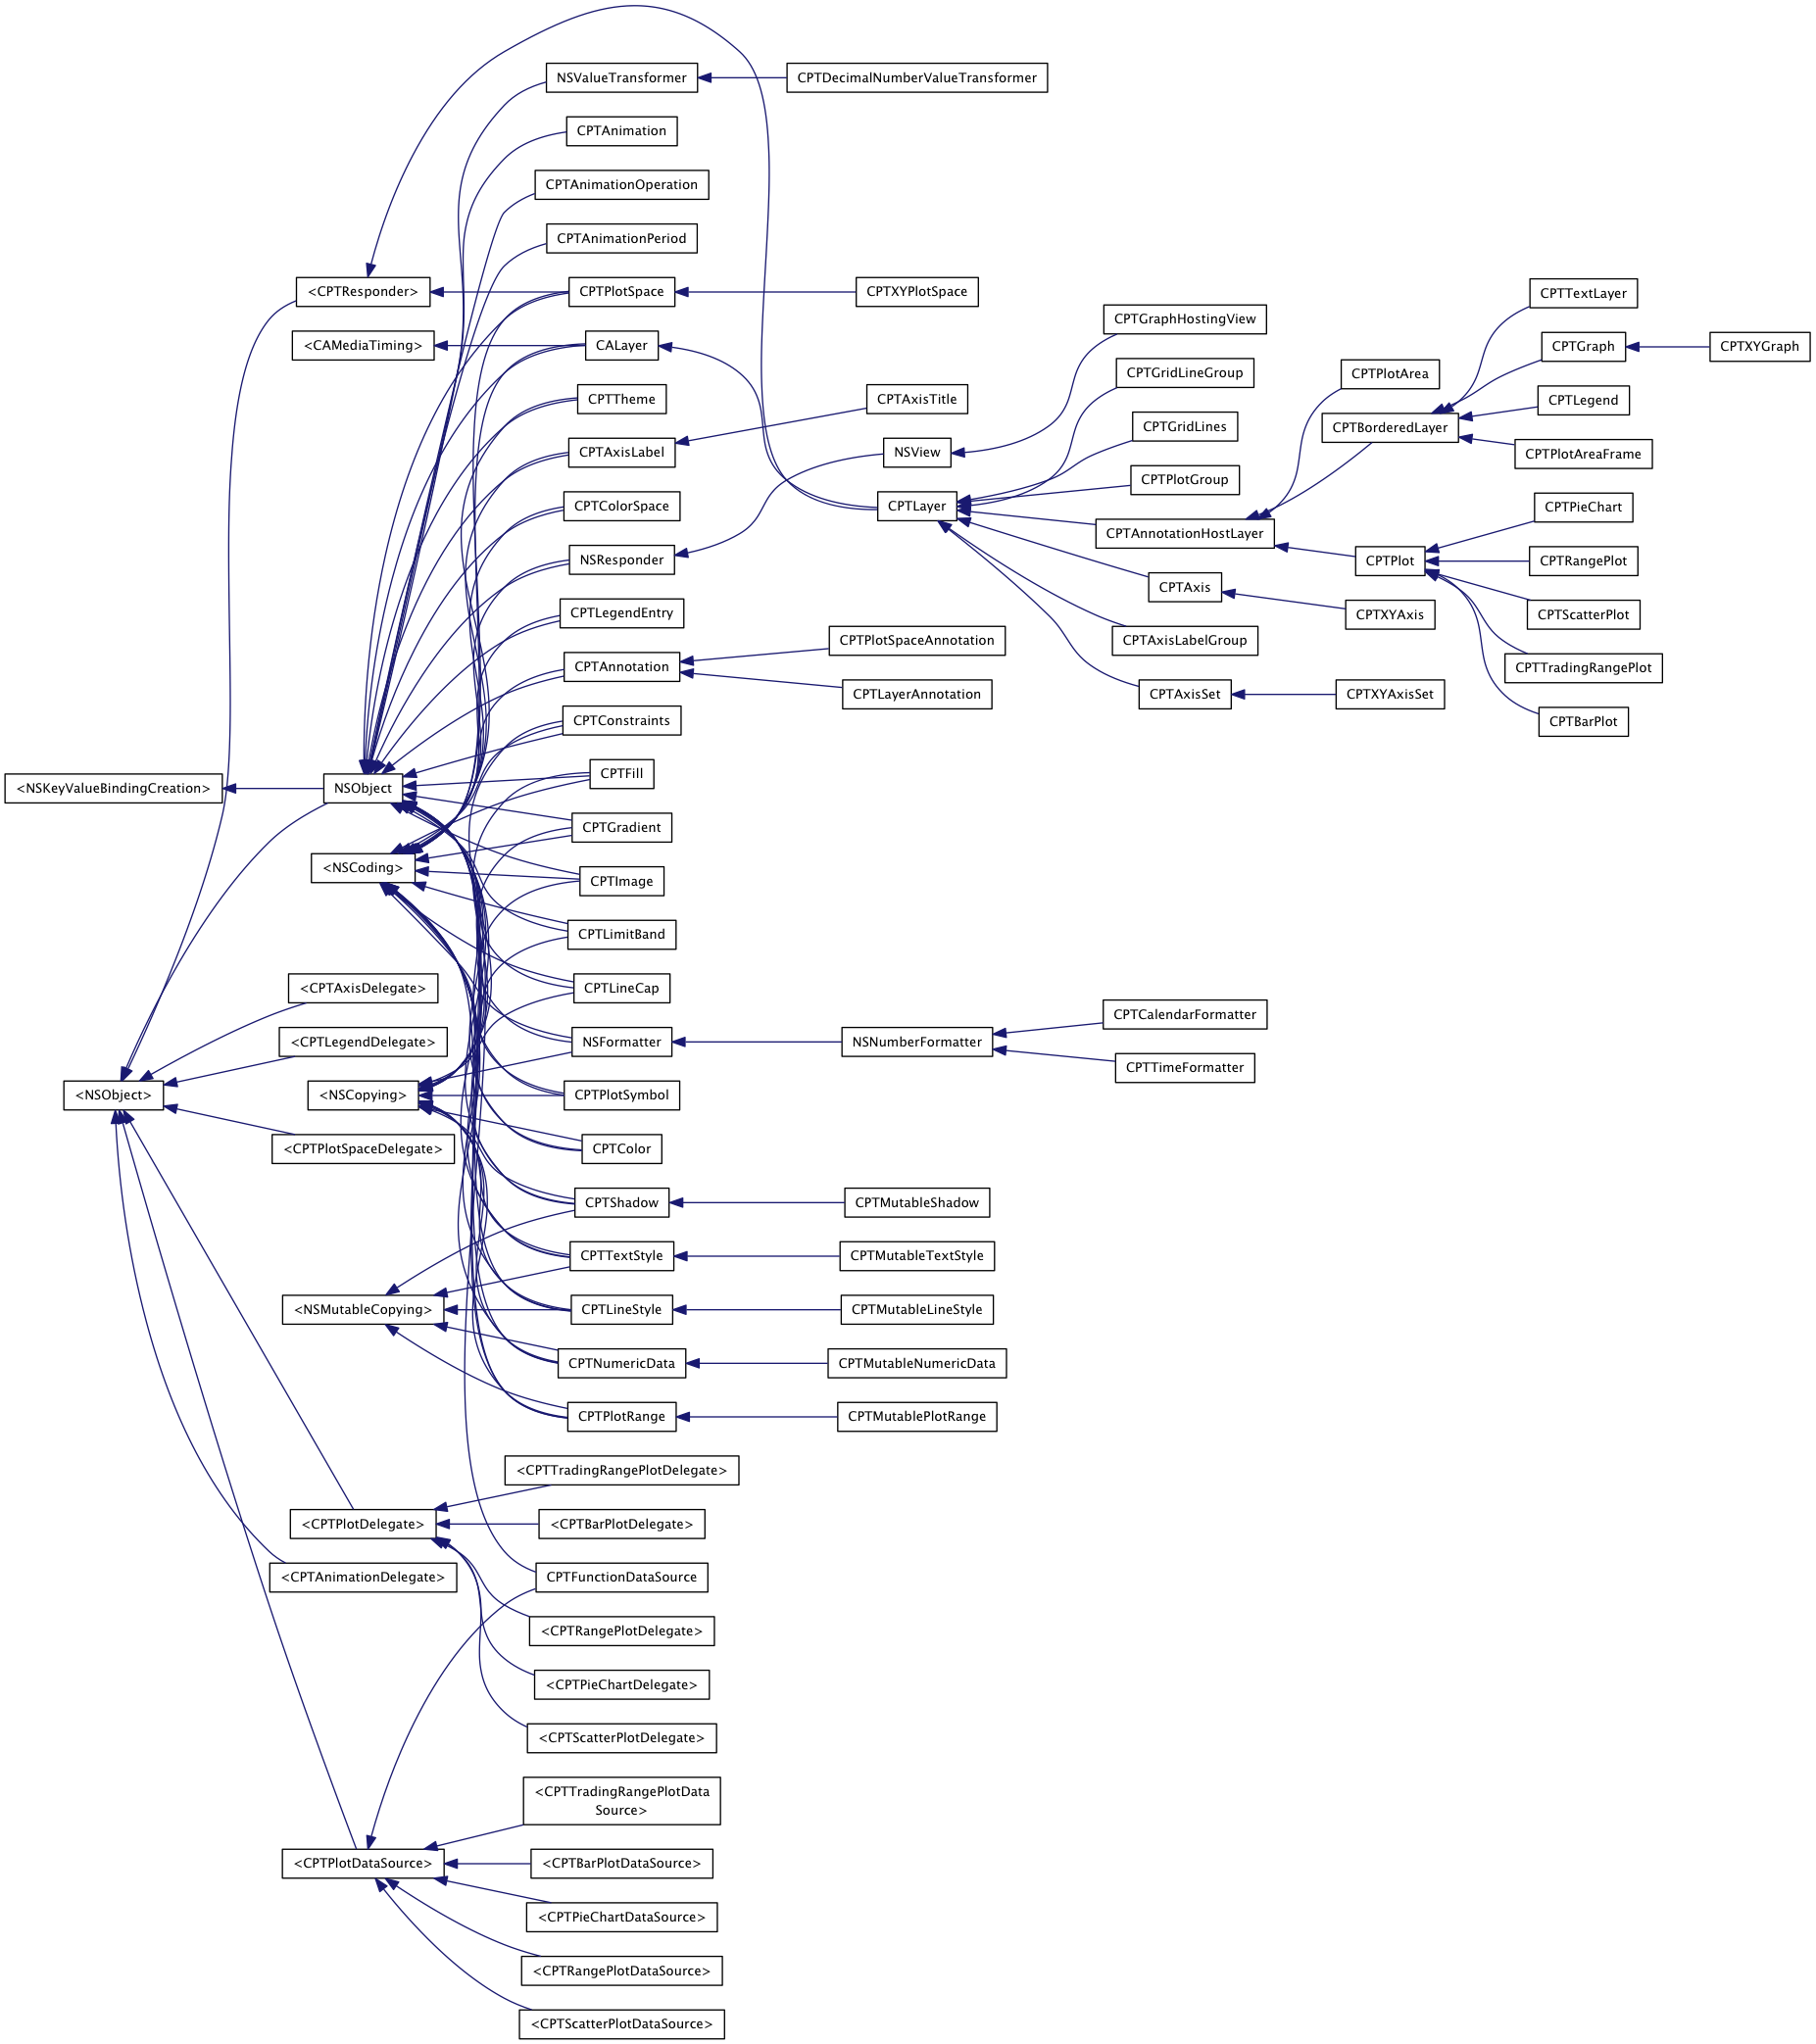 NSValueTransformer
CPTDecimalNumberValueTransformer
CPTAnimation
CPTAnimationOperation
CPTAnimationPeriod
<CPTResponder>
CPTPlotSpace
CPTXYPlotSpace
CPTTextLayer
CPTGraphHostingView
<CAMediaTiming>
CALayer
CPTGraph
CPTXYGraph
CPTGridLineGroup
CPTPlotArea
CPTTheme
CPTAxisTitle
CPTLegend
CPTGridLines
CPTBorderedLayer
CPTAxisLabel
NSView
CPTPlotAreaFrame
CPTPlotGroup
CPTColorSpace
CPTLayer
CPTPieChart
CPTAnnotationHostLayer
NSResponder
CPTPlot
CPTRangePlot
CPTAxis
CPTLegendEntry
CPTXYAxis
CPTScatterPlot
CPTPlotSpaceAnnotation
CPTAxisLabelGroup
CPTAnnotation
CPTTradingRangePlot
CPTLayerAnnotation
CPTAxisSet
CPTXYAxisSet
CPTConstraints
CPTBarPlot
CPTFill
<NSKeyValueBindingCreation>
NSObject
CPTGradient
<NSCoding>
CPTImage
CPTLimitBand
<CPTAxisDelegate>
CPTLineCap
CPTCalendarFormatter
<CPTLegendDelegate>
NSFormatter
NSNumberFormatter
CPTTimeFormatter
<NSObject>
<NSCopying>
CPTPlotSymbol
<CPTPlotSpaceDelegate>
CPTColor
CPTShadow
CPTMutableShadow
CPTTextStyle
CPTMutableTextStyle
<NSMutableCopying>
CPTLineStyle
CPTMutableLineStyle
CPTNumericData
CPTMutableNumericData
CPTPlotRange
CPTMutablePlotRange
<CPTTradingRangePlotDelegate>
<CPTPlotDelegate>
<CPTBarPlotDelegate>
<CPTAnimationDelegate>
CPTFunctionDataSource
<CPTRangePlotDelegate>
<CPTPieChartDelegate>
<CPTScatterPlotDelegate>
<CPTTradingRangePlotData
Source>
<CPTPlotDataSource>
<CPTBarPlotDataSource>
<CPTPieChartDataSource>
<CPTRangePlotDataSource>
<CPTScatterPlotDataSource>